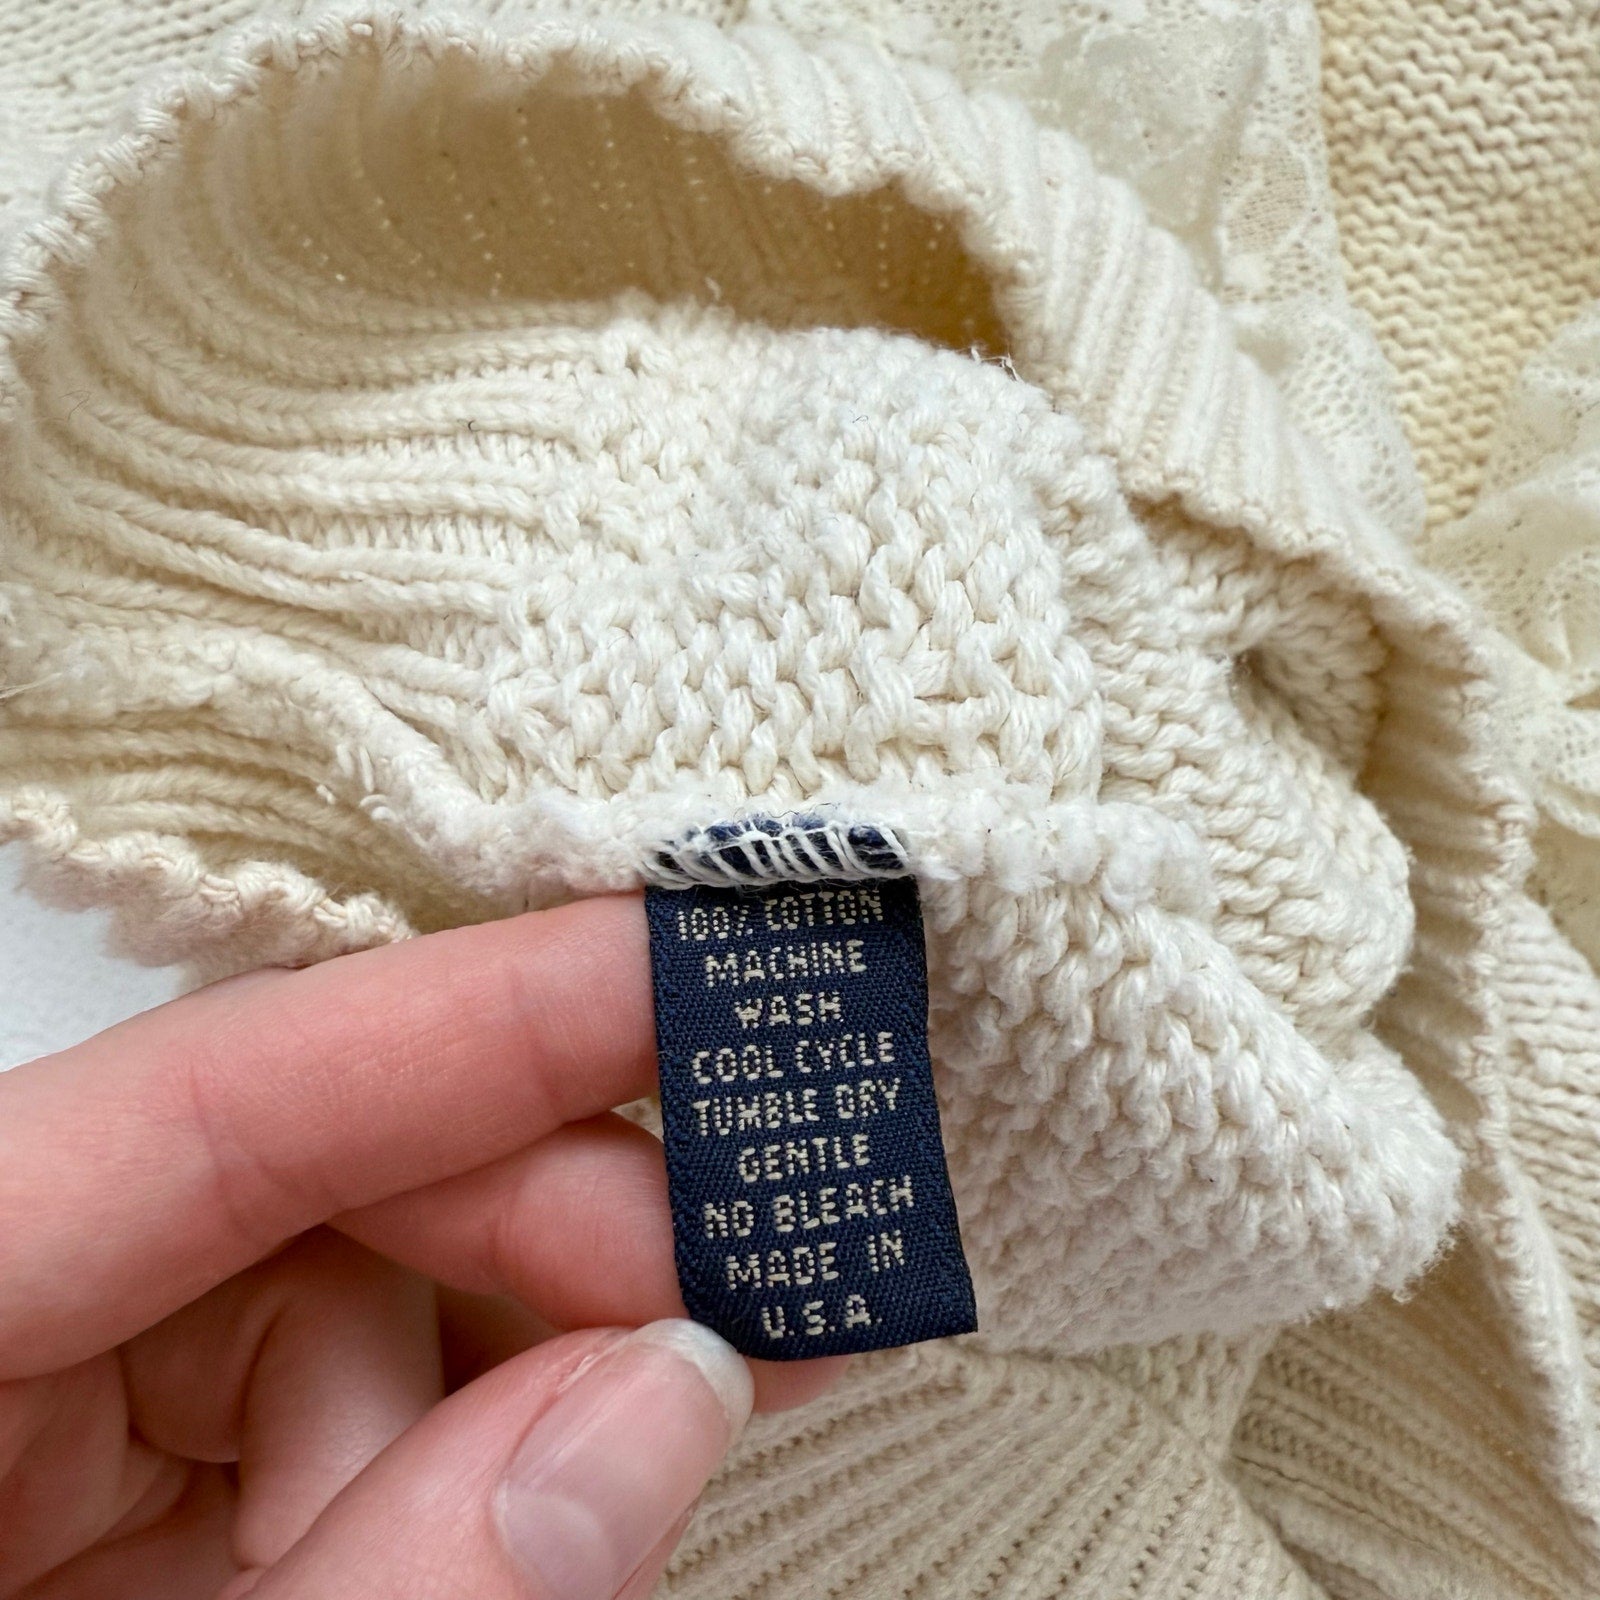 100% COTTON
MACHINE
WASH
COOL CYCLE
TUMBLE DRY
GENTLE
NO BLEACH
MADE IN
U.S.A.